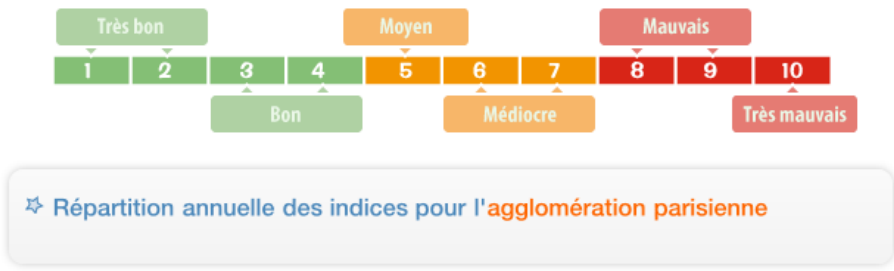 Très bon Moyen Mauvais
1 2 3 4 5 6 7 8 9 10
Bon Médiocre Très mauvais
Répartition annuelle des indices pour l'agglomération parisienne